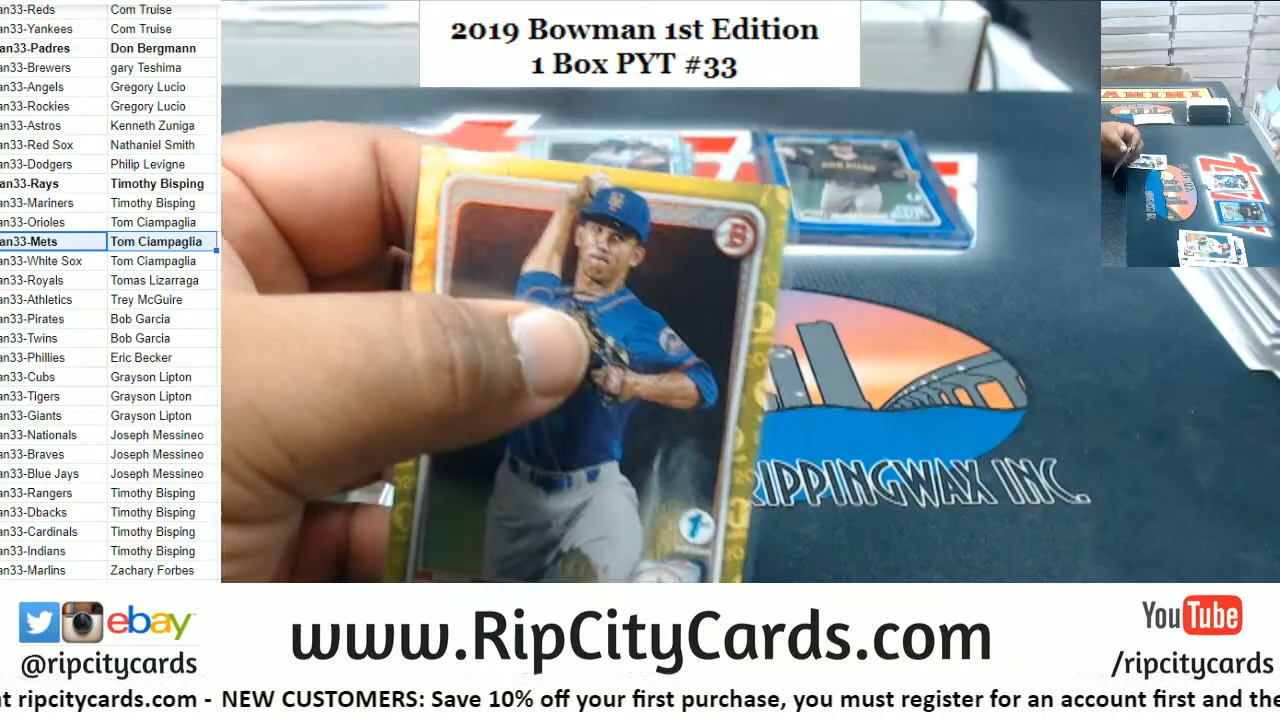 an33-Reds Com Truise
an33-Yankees Com Truise
an33-Padres Don Bergmann
an33-Brewers gary Teshima
an33-Angels Gregory Lucio
an33-Rockies Gregory Lucio
an33-Astros Kenneth Zuniga
an33-Red Sox Nathaniel Smith
an33-Dodgers Philip Levigne
an33-Rays Timothy Bisping
an33-Mariners Timothy Bisping
an33-Orioles Tom Ciampaglia
an33-Mets Tom Ciampaglia
an33-White Sox Tom Ciampaglia
an33-Royals Tomas Lizarraga
an33-Athletics Trey McGuire
an33-Pirates Bob Garcia
an33-Twins Bob Garcia
an33-Phillies Eric Becker
an33-Cubs Grayson Lipton
an33-Tigers Grayson Lipton
an33-Giants Grayson Lipton
an33-Nationals Joseph Messineo
an33-Braves Joseph Messineo
an33-Blue Jays Joseph Messineo
an33-Rangers Timothy Bisping
an33-Dbacks Timothy Bisping
an33-Cardinals Timothy Bisping
an33-Indians Timothy Bisping
an33-Marlins Zachary Forbes
2019 Bowman 1st Edition
1 Box PYT #33
B
1st
RIPPINGWAX INC.
PANINI
ebay
@ripcitycards
www.RipCityCards.com
YouTube
/ripcitycards
t ripcitycards.com - NEW CUSTOMERS: Save 10% off your first purchase, you must register for an account first and the